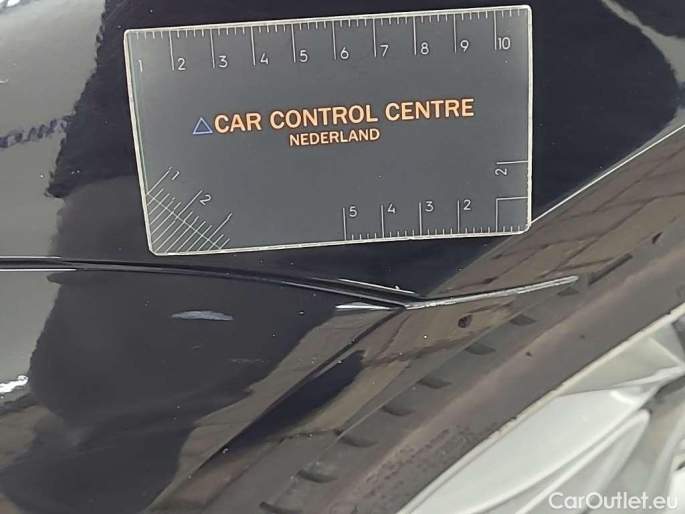 1 2 3 4 5 6 7 8 9 10
CAR CONTROL CENTRE
NEDERLAND
1 2
2
5 4 3 2
CarOutlet.eu